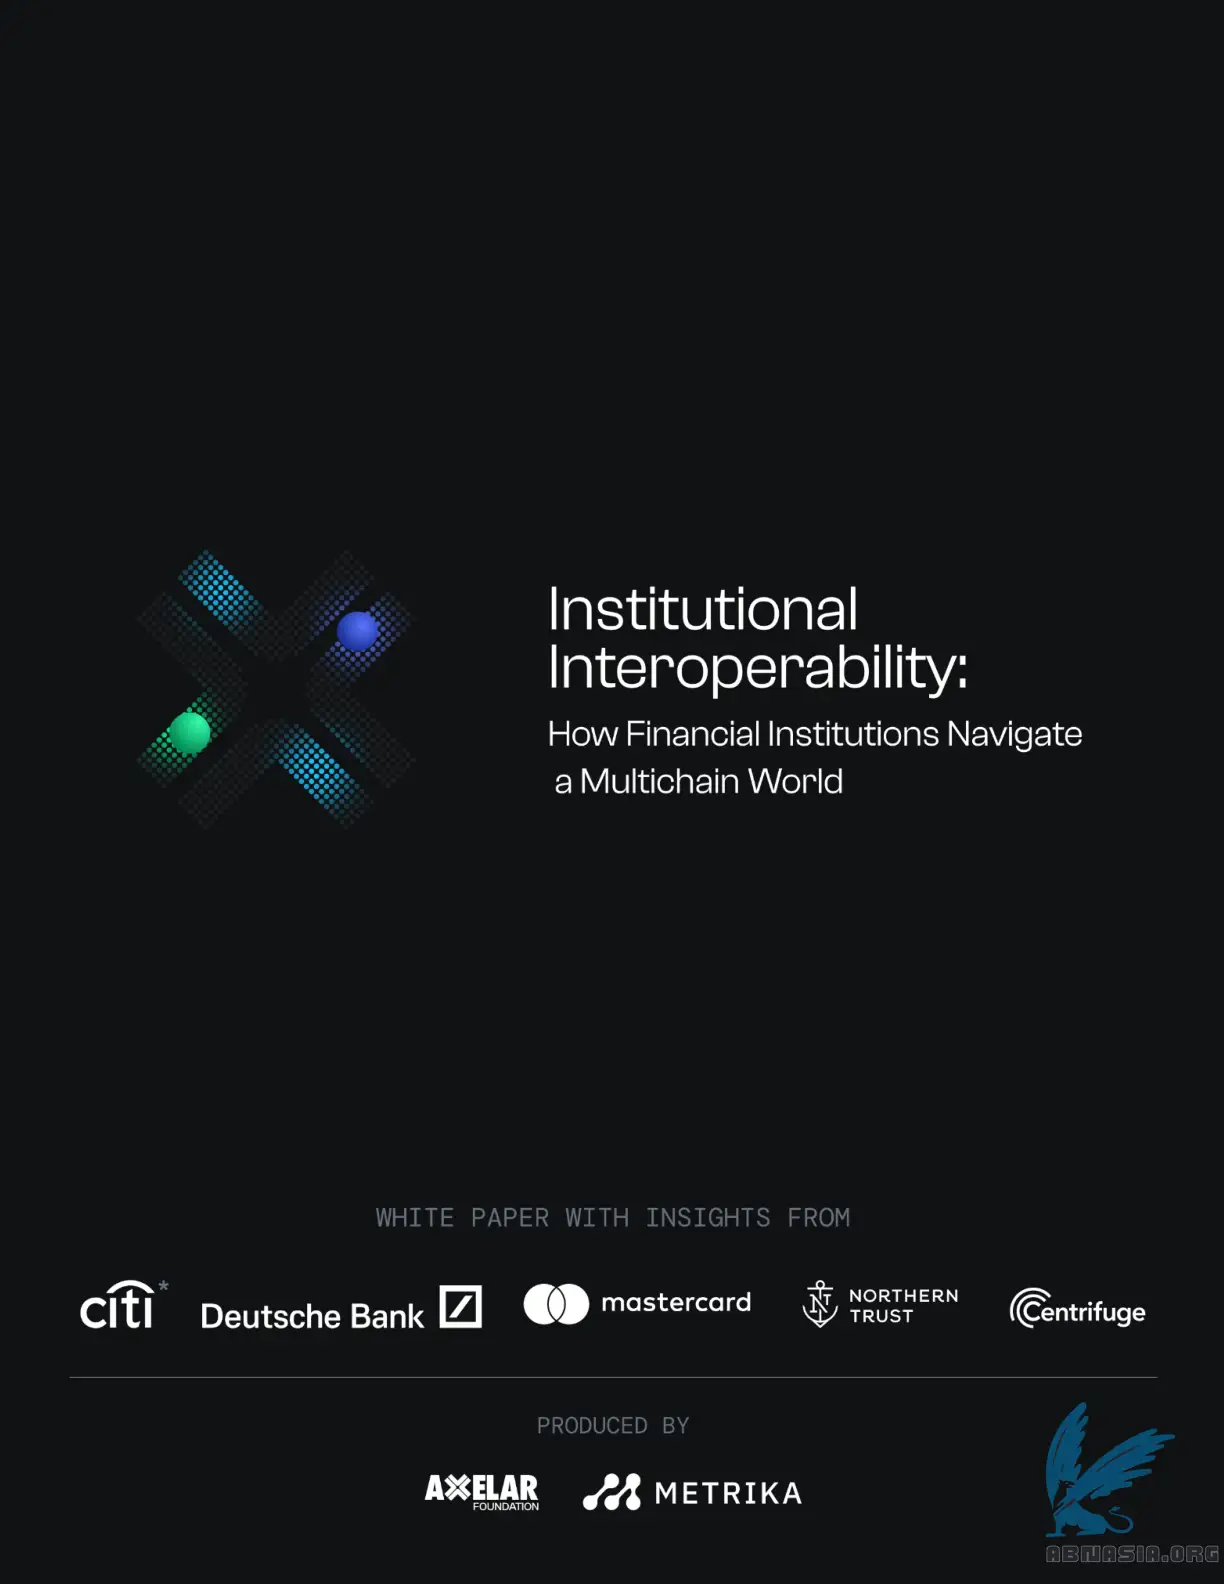 Institutional
Interoperability:
How Financial Institutions Navigate
a Multichain World
WHITE PAPER WITH INSIGHTS FROM
citi*
Deutsche Bank
mastercard
NORTHERN
TRUST
Centrifuge
PRODUCED BY
AXELAR
FOUNDATION
METRIKA
ABNASIA.ORG